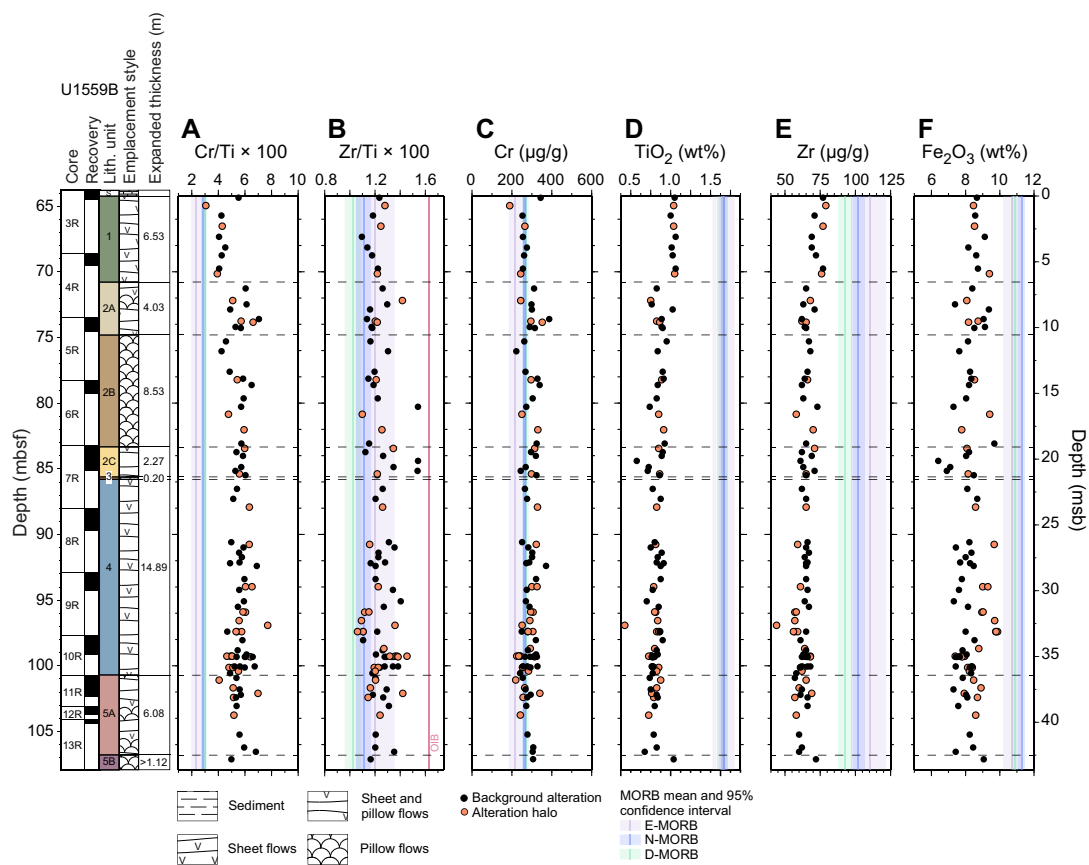 U1559B
Core
Recovery
Lith. unit
Emplacement style
Expanded thickness (m)
A
B
C
D
E
F
Cr/Ti × 100
Zr/Ti × 100
Cr (µg/g)
TiO2 (wt%)
Zr (µg/g)
Fe2O3 (wt%)
2 4 6 8 10
0.8 1.2 1.6
0 200 400 600
0.5 1.0 1.5
50 75 100 125
6 8 10
Depth (mbsf)
65
70
75
80
85
90
95
100
105
3R
4R
5R
6R
7R
8R
9R
10R
11R
12R
13R
S
1
2A
2B
2C
3
4
5A
5B
6.53
4.03
8.53
2.27
0.20
14.89
6.08
>1.12
OIB
0
5
10
15
20
25
30
35
40
Depth (msb)
Sediment
Sheet flows
Sheet and
pillow flows
Pillow flows
Background alteration
Alteration halo
MORB mean and 95%
confidence interval
E-MORB
N-MORB
D-MORB